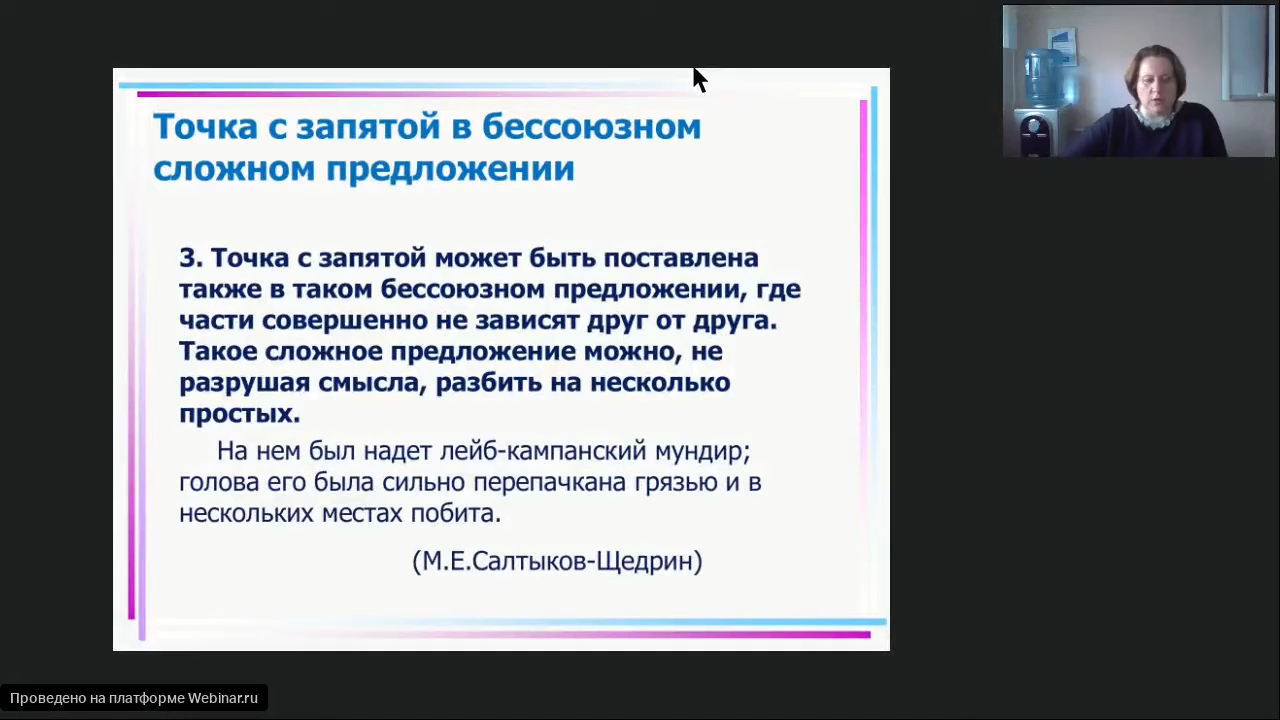 Точка с запятой в бессоюзном
сложном предложении
3. Точка с запятой может быть поставлена
также в таком бессоюзном предложении, где
части совершенно не зависят друг от друга.
Такое сложное предложение можно, не
разрушая смысла, разбить на несколько
простых.
На нем был надет лейб-кампанский мундир;
голова его была сильно перепачкана грязью и в
нескольких местах побита.
(М.Е.Салтыков-Щедрин)
Проведено на платформе Webinar.ru